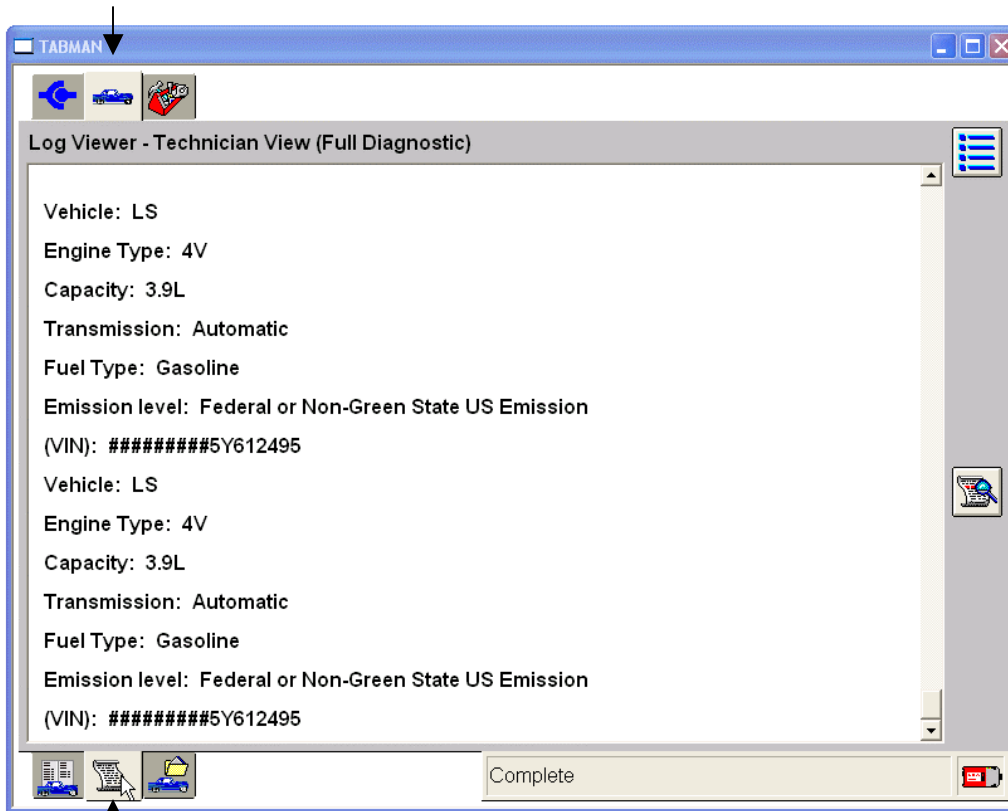 TABMAN
Log Viewer - Technician View (Full Diagnostic)
Vehicle: LS
Engine Type: 4V
Capacity: 3.9L
Transmission: Automatic
Fuel Type: Gasoline
Emission level: Federal or Non-Green State US Emission
(VIN): #########5Y612495
Vehicle: LS
Engine Type: 4V
Capacity: 3.9L
Transmission: Automatic
Fuel Type: Gasoline
Emission level: Federal or Non-Green State US Emission
(VIN): #########5Y612495
Complete